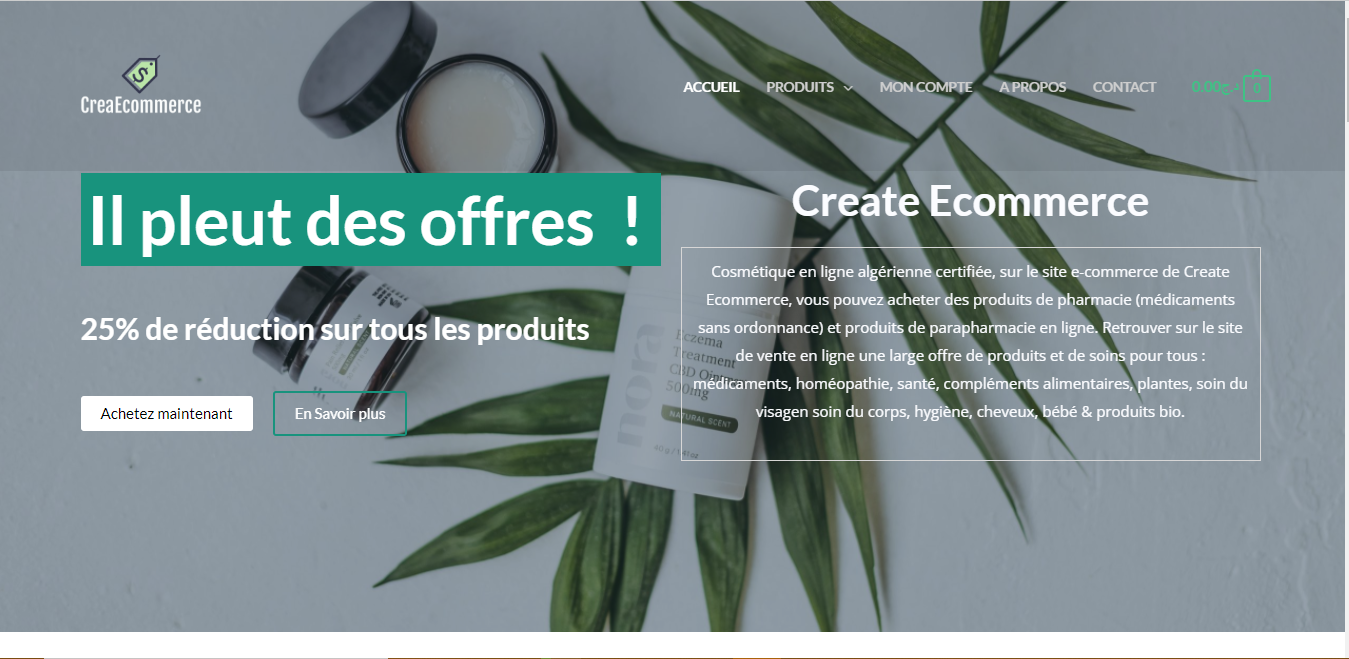 CreaEcommerce
ACCUEIL PRODUITS MON COMPTE A PROPOS CONTACT 0.00د.ج 0
Il pleut des offres !
Create Ecommerce
Cosmétique en ligne algérienne certifiée, sur le site e-commerce de Create
Ecommerce, vous pouvez acheter des produits de pharmacie (médicaments
sans ordonnance) et produits de parapharmacie en ligne. Retrouver sur le site
de vente en ligne une large offre de produits et de soins pour tous :
médicaments, homéopathie, santé, compléments alimentaires, plantes, soin du
visagen soin du corps, hygiène, cheveux, bébé & produits bio.
25% de réduction sur tous les produits
Achetez maintenant
En Savoir plus
nora
Eczema
Treatment
CBD
500mg
NATURAL SCENT